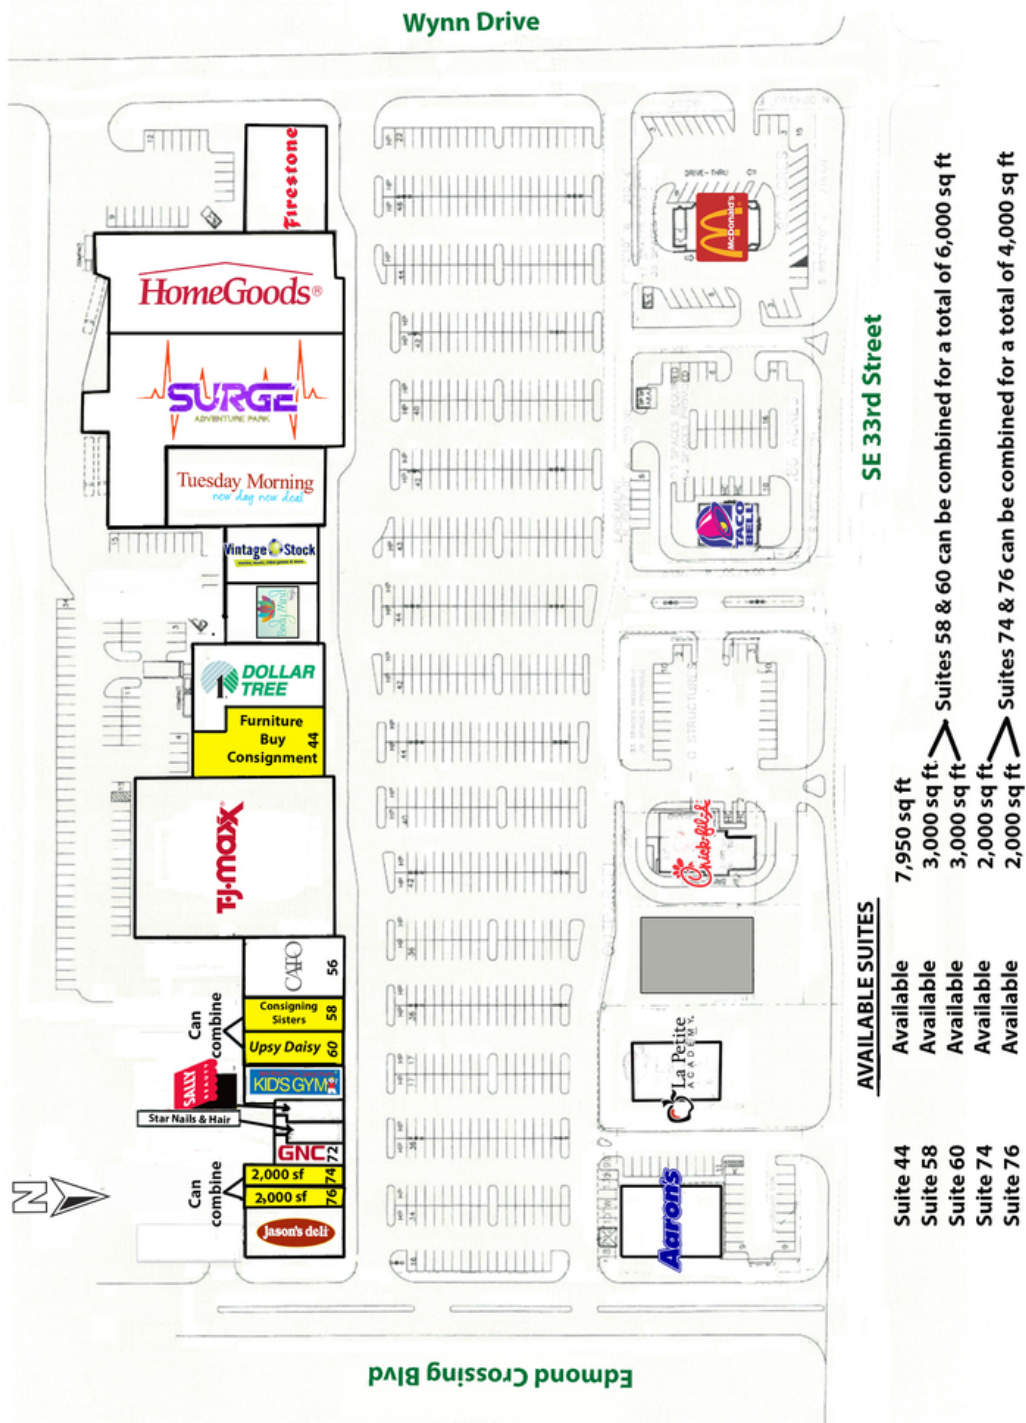 Wynn Drive
Firestone
HomeGoods®
SURGE
ADVENTURE PARK
Tuesday Morning
new day new deal
Vintage Stock
DOLLAR
TREE
Furniture
Buy
Consignment
44
T.J.maxx
CATO
56
Can
combine
Consigning
Sisters
58
Upsy Daisy 60
SALLY
BEAUTY
KID'S GYM
Star Nails & Hair
GNC
72
Can
combine
2,000 sf
74
2,000 sf
76
Jason's deli
N
DRIVE-THRU
McDonald's
TACO
BELL
Chick-fil-A
La Petite
ACADEMY.
Aaron's
SE 33rd Street
Edmond Crossing Blvd
AVAILABLE SUITES
Suite 44 Available 7,950 sq ft
Suite 58 Available 3,000 sq ft
Suite 60 Available 3,000 sq ft
Suites 58 & 60 can be combined for a total of 6,000 sq ft
Suite 74 Available 2,000 sq ft
Suite 76 Available 2,000 sq ft
Suites 74 & 76 can be combined for a total of 4,000 sq ft